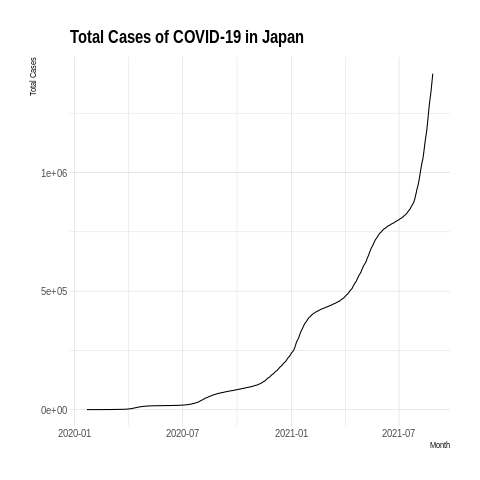 Total Cases of COVID-19 in Japan
Total Cases
1e+06
5e+05
0e+00
2020-01 2020-07 2021-01 2021-07
Month